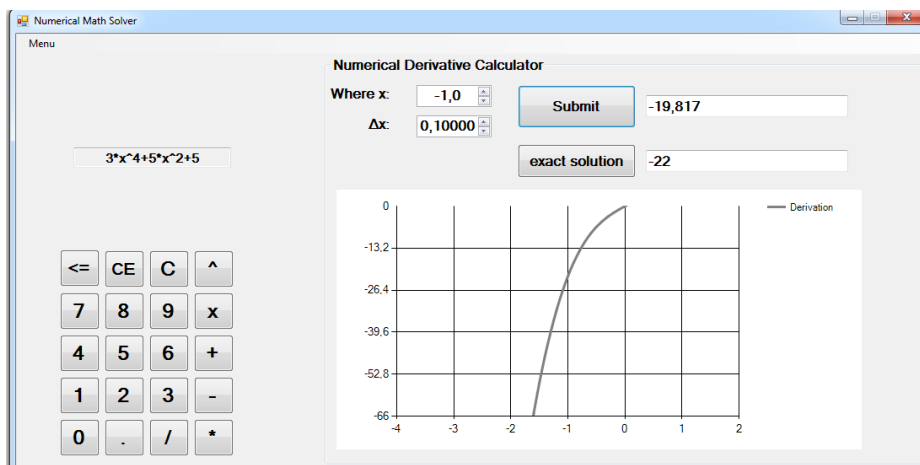 Numerical Math Solver
Menu
Numerical Derivative Calculator
Where x: -1,0 Submit -19,817
Δx: 0,10000
3*x^4+5*x^2+5
exact solution -22
Derivation
0
-13,2
-26,4
-39,6
-52,8
-66
-4 -3 -2 -1 0 1 2
<= CE C ^
7 8 9 x
4 5 6 +
1 2 3 -
0 . / *